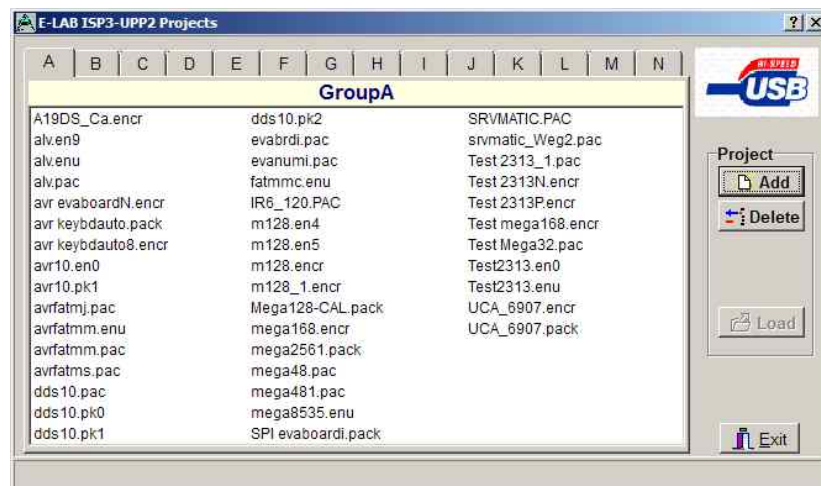 E-LAB ISP3-UPP2 Projects
A B C D E F G H I J K L M N
GroupA
A19DS_Ca.encr
alv.en9
alv.enu
alv.pac
avr evaboardN.encr
avr keybdauto.pack
avr keybdauto8.encr
avr10.en0
avr10.pk1
avrfatmj.pac
avrfatmm.enu
avrfatmm.pac
avrfatms.pac
dds10.pac
dds10.pk0
dds10.pk1
dds10.pk2
evabrdi.pac
evanumi.pac
fatmmc.enu
IR6_120.PAC
m128.en4
m128.en5
m128.encr
m128_1.encr
Mega128-CAL.pack
mega168.encr
mega2561.pack
mega48.pac
mega481.pac
mega8535.enu
SPI evaboardi.pack
SRVMATIC.PAC
srvmatic_Weg2.pac
Test 2313_1.pac
Test 2313N.encr
Test 2313P.encr
Test mega168.encr
Test Mega32.pac
Test2313.en0
Test2313.enu
UCA_6907.encr
UCA_6907.pack
HI-SPEED
USB
Project
Add
Delete
Load
Exit